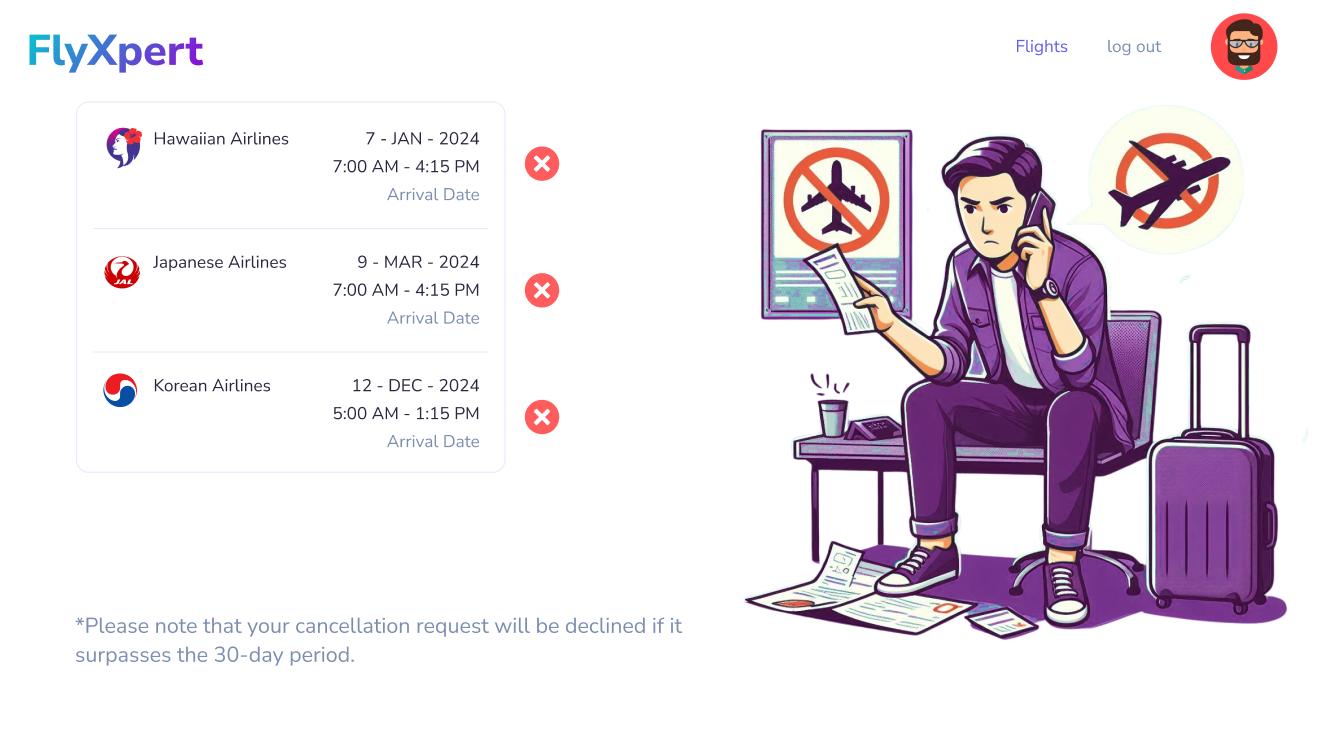 FlyXpert
Flights
log out
Hawaiian Airlines
7 - JAN - 2024
7:00 AM - 4:15 PM
Arrival Date
JAL
Japanese Airlines
9 - MAR - 2024
7:00 AM - 4:15 PM
Arrival Date
Korean Airlines
12 - DEC - 2024
5:00 AM - 1:15 PM
Arrival Date
*Please note that your cancellation request will be declined if it
surpasses the 30-day period.